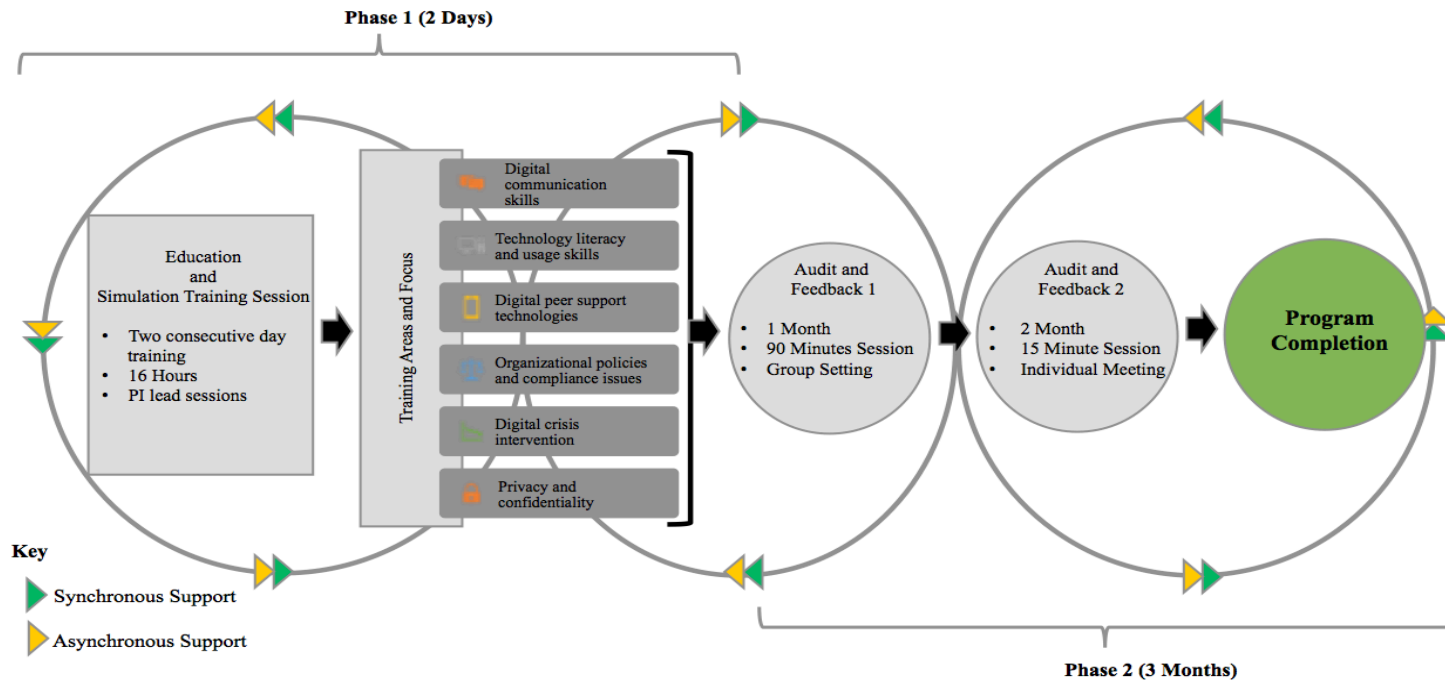 Phase 1 (2 Days)
Education
and
Simulation Training Session
• Two consecutive day
training
• 16 Hours
• PI lead sessions
Training Areas and Focus
Digital
communication
skills
Technology literacy
and usage skills
Digital peer support
technologies
Organizational policies
and compliance issues
Digital crisis
intervention
Privacy and
confidentiality
Audit and
Feedback 1
• 1 Month
• 90 Minutes Session
• Group Setting
Audit and
Feedback 2
• 2 Month
• 15 Minute Session
• Individual Meeting
Program
Completion
Key
Synchronous Support
Asynchronous Support
Phase 2 (3 Months)